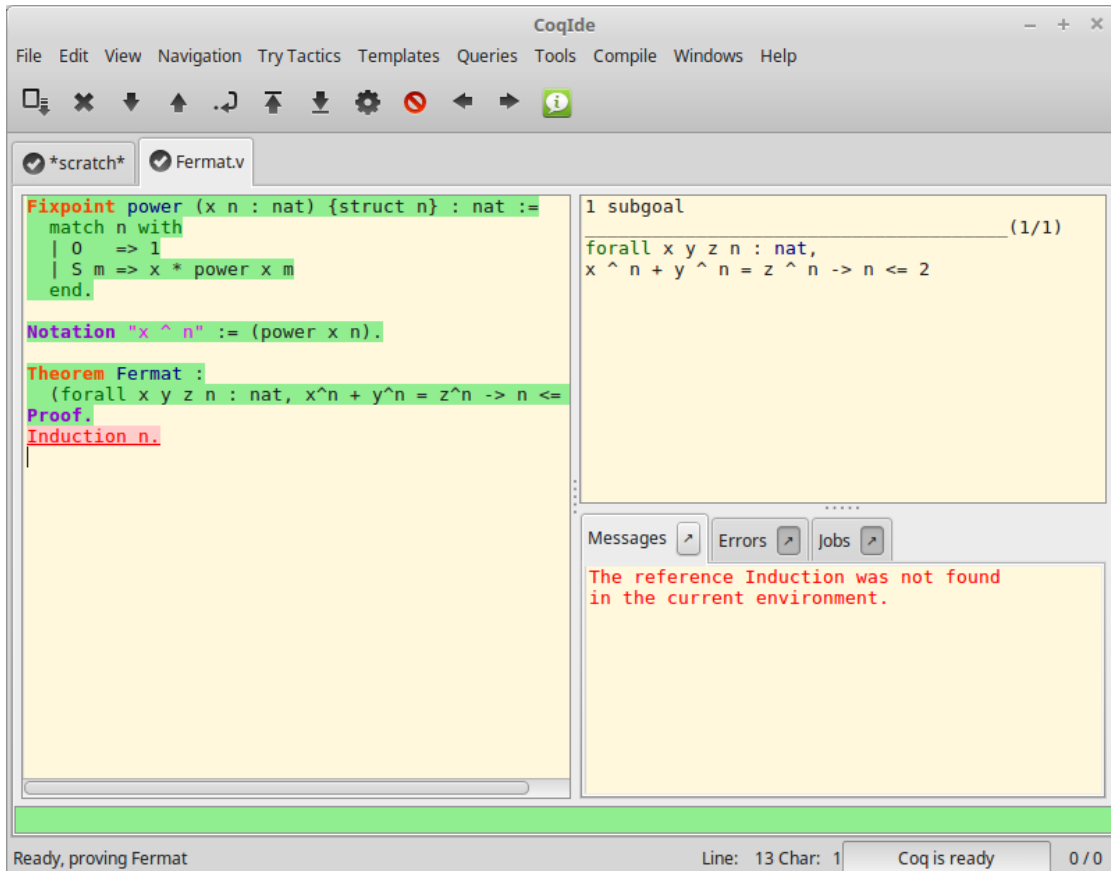 CoqIde
File Edit View Navigation Try Tactics Templates Queries Tools Compile Windows Help
*scratch* Fermat.v
Fixpoint power (x n : nat) {struct n} : nat :=
  match n with
  | O   => 1
  | S m => x * power x m
  end.
Notation "x ^ n" := (power x n).
Theorem Fermat :
  (forall x y z n : nat, x^n + y^n = z^n -> n <=
Proof.
Induction n.
1 subgoal
______________________________________(1/1)
forall x y z n : nat,
x ^ n + y ^ n = z ^ n -> n <= 2
Messages Errors Jobs
The reference Induction was not found
in the current environment.
Ready, proving Fermat Line: 13 Char: 1 Coq is ready 0 / 0